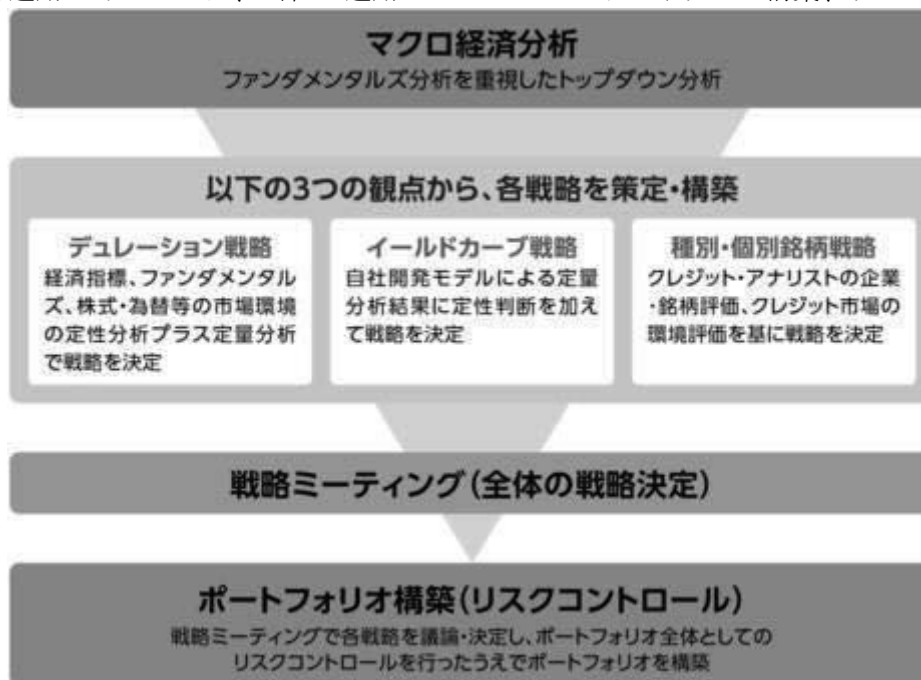 マクロ経済分析
ファンダメンタルズ分析を重視したトップダウン分析
以下の3つの観点から、各戦略を策定・構築
デュレーション戦略
経済指標、ファンダメンタル
ズ、株式・為替等の市場環境
の定性分析プラス定量分析
で戦略を決定
イールドカーブ戦略
自社開発モデルによる定量
分析結果に定性判断を加え
て戦略を決定
種別・個別銘柄戦略
クレジット・アナリストの企業
・銘柄評価、クレジット市場の
環境評価を基に戦略を決定
戦略ミーティング(全体の戦略決定)
ポートフォリオ構築(リスクコントロール)
戦略ミーティングで各戦略を議論・決定し、ポートフォリオ全体としての
リスクコントロールを行ったうえでポートフォリオを構築